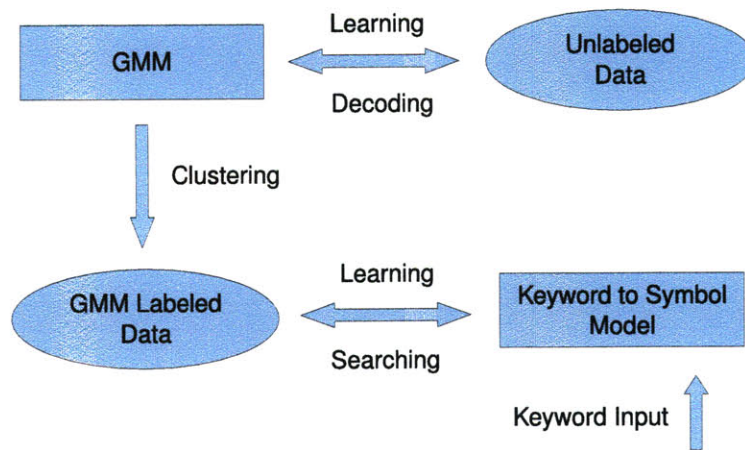 Learning
GMM
Unlabeled
Data
Decoding
Clustering
Learning
GMM Labeled
Data
Keyword to Symbol
Model
Searching
Keyword Input